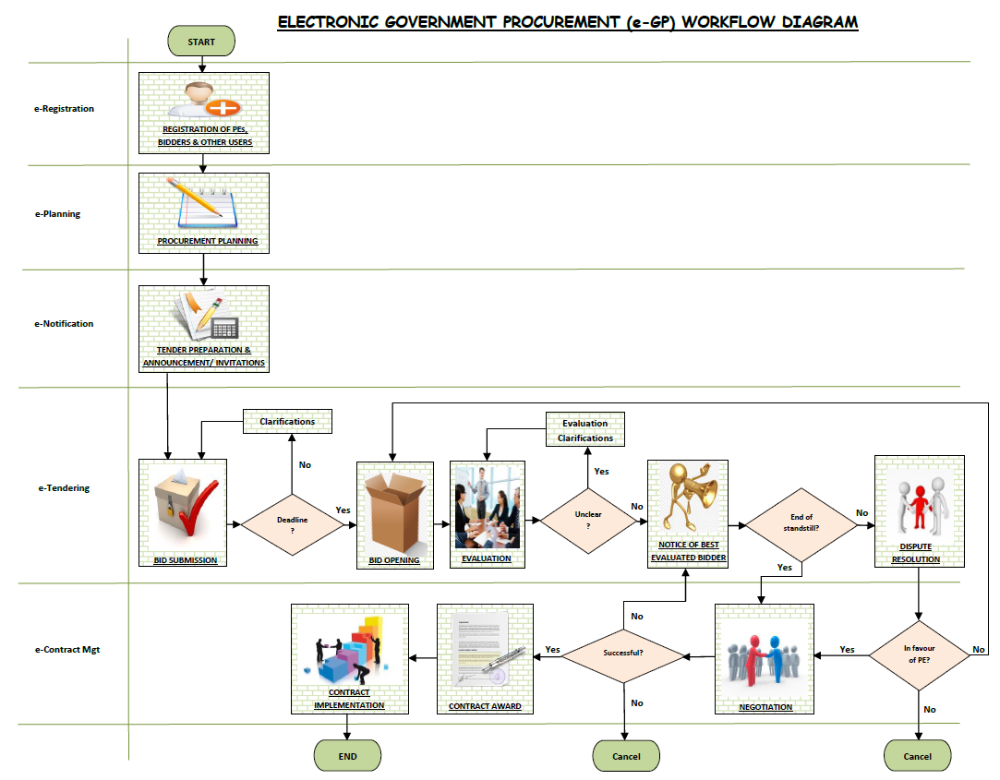 ELECTRONIC GOVERNMENT PROCUREMENT (e-GP) WORKFLOW DIAGRAM
START
e-Registration
REGISTRATION OF PEs,
BIDDERS & OTHER USERS
e-Planning
PROCUREMENT PLANNING
e-Notification
TENDER PREPARATION &
ANNOUNCEMENT/ INVITATIONS
e-Tendering
Clarifications
No
BID SUBMISSION
Deadline
?
Yes
BID OPENING
Evaluation
Clarifications
Yes
EVALUATION
Unclear
?
No
NOTICE OF BEST
EVALUATED BIDDER
End of
standstill?
No
Yes
DISPUTE
RESOLUTION
e-Contract Mgt
CONTRACT
IMPLEMENTATION
CONTRACT AWARD
Yes
No
Successful?
No
NEGOTIATION
Yes
In favour
of PE?
No
No
END
Cancel
Cancel